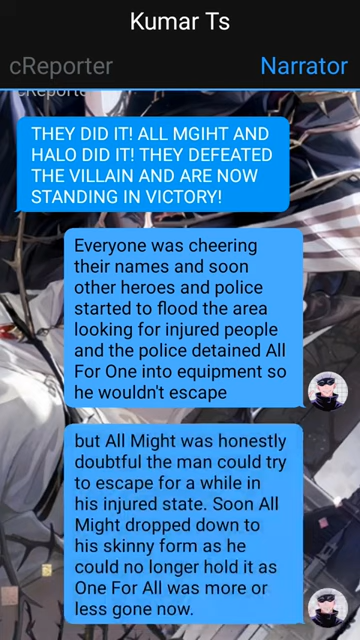 Kumar Ts
cReporter
Narrator
cReporter
THEY DID IT! ALL MGIHT AND
HALO DID IT! THEY DEFEATED
THE VILLAIN AND ARE NOW
STANDING IN VICTORY!
Everyone was cheering
their names and soon
other heroes and police
started to flood the area
looking for injured people
and the police detained All
For One into equipment so
he wouldn't escape
but All Might was honestly
doubtful the man could try
to escape for a while in
his injured state. Soon All
Might dropped down to
his skinny form as he
could no longer hold it as
One For All was more or
less gone now.